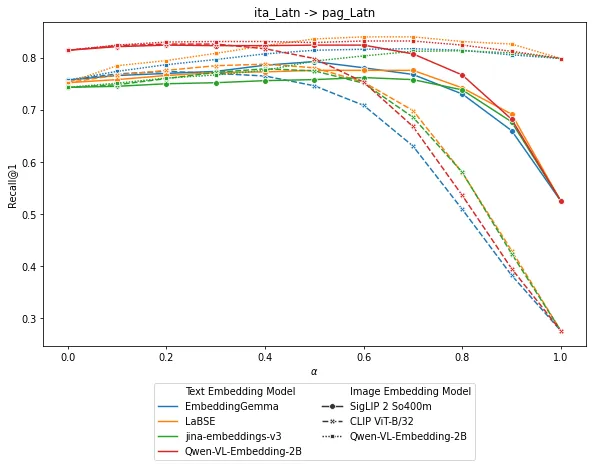 ita_Latn -> pag_Latn
Recall@1
0.8
0.7
0.6
0.5
0.4
0.3
0.0
0.2
0.4
0.6
0.8
1.0
α
Text Embedding Model
EmbeddingGemma
LaBSE
jina-embeddings-v3
Qwen-VL-Embedding-2B
Image Embedding Model
SigLIP 2 So400m
CLIP ViT-B/32
Qwen-VL-Embedding-2B